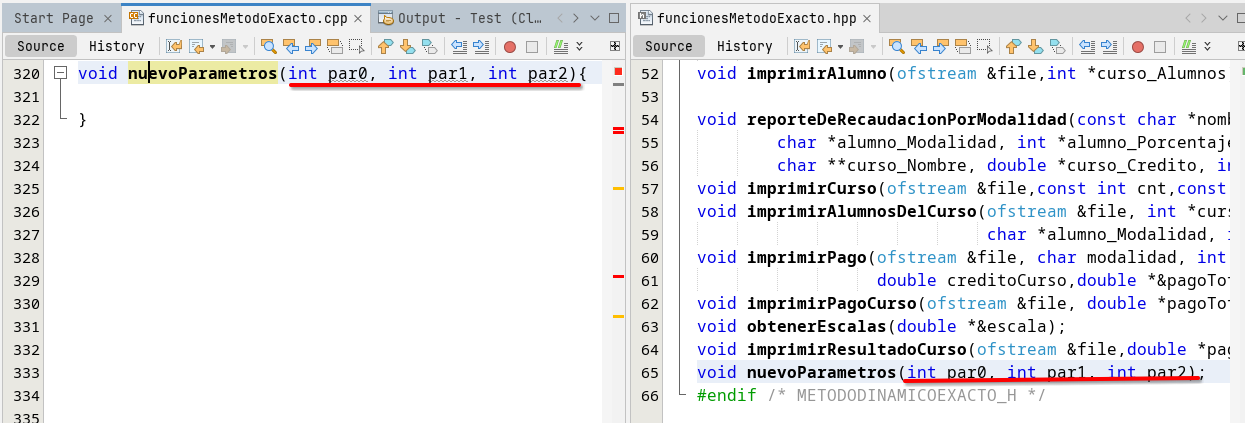 Start Page
funcionesMetodoExacto.cpp
Output - Test (Cl...
Source History
320 void nuevoParametros(int par0, int par1, int par2){
321
322 }
323
324
325
326
327
328
329
330
331
332
333
334
335
funcionesMetodoExacto.hpp
Source History
52 void imprimirAlumno(ofstream &file,int *curso_Alumnos
53
54 void reporteDeRecaudacionPorModalidad(const char *nomb
55 char *alumno_Modalidad, int *alumno_Porcentaje
56 char **curso_Nombre, double *curso_Credito, in
57 void imprimirCurso(ofstream &file,const int cnt,const
58 void imprimirAlumnosDelCurso(ofstream &file, int *curs
59 char *alumno_Modalidad, i
60 void imprimirPago(ofstream &file, char modalidad, int
61 double creditoCurso,double *&pagoTot
62 void imprimirPagoCurso(ofstream &file, double *pagoTot
63 void obtenerEscalas(double *&escala);
64 void imprimirResultadoCurso(ofstream &file,double *pag
65 void nuevoParametros(int par0, int par1, int par2);
66 #endif /* METODODINAMICOEXACTO_H */